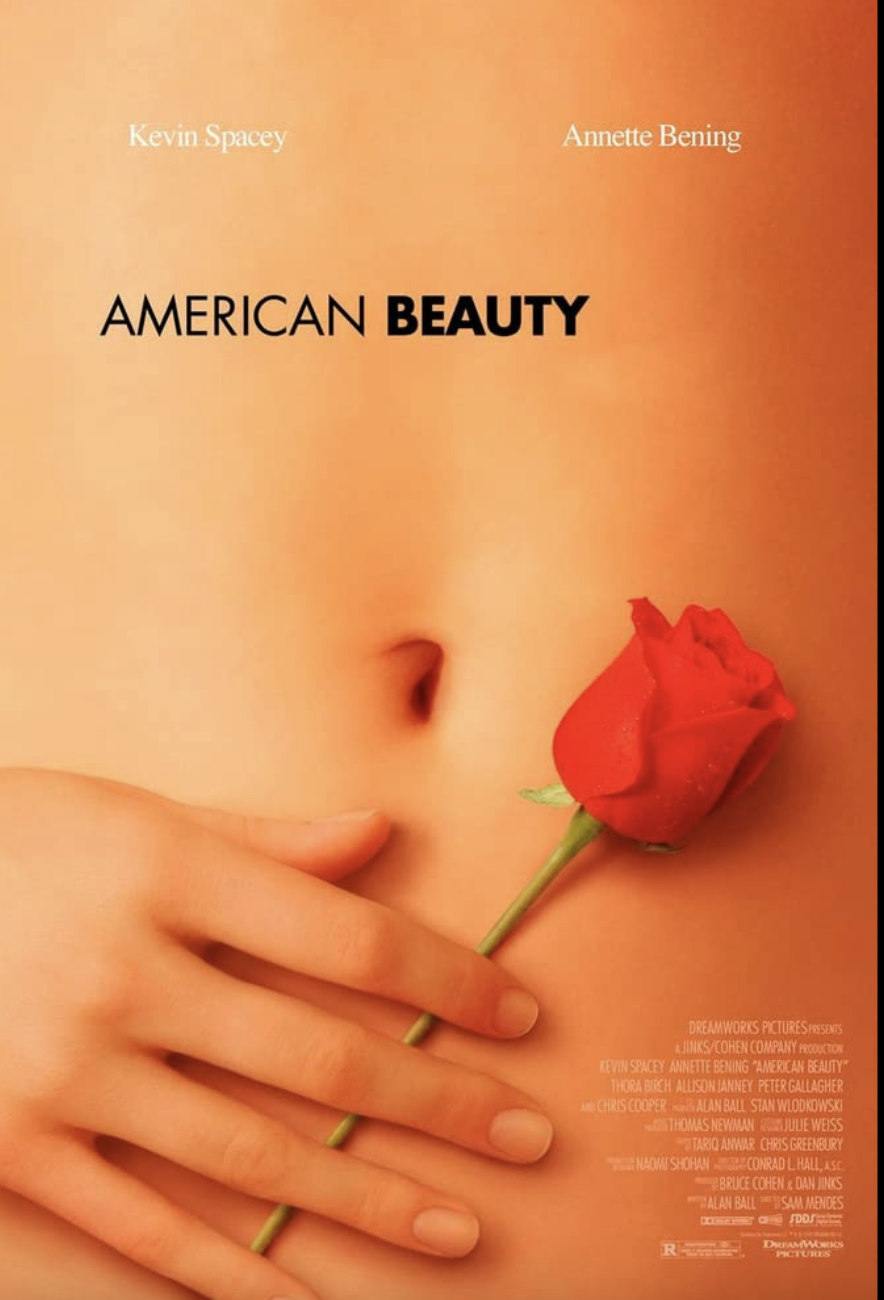 Kevin Spacey Annette Bening
AMERICAN BEAUTY
DREAMWORKS PICTURES PRESENTS
A JINKS/COHEN COMPANY PRODUCTION
KEVIN SPACEY ANNETTE BENING "AMERICAN BEAUTY"
THORA BIRCH ALLISON JANNEY PETER GALLAGHER
AND CHRIS COOPER ALAN BALL STAN WLODKOWSKI
THOMAS NEWMAN JULIE WEISS
TARIQ ANWAR CHRIS GREENBURY
NAOMI SHOHAN CONRAD L. HALL, A.S.C.
BRUCE COHEN & DAN JINKS
ALAN BALL SAM MENDES
SDDS
R DREAMWORKS
PICTURES